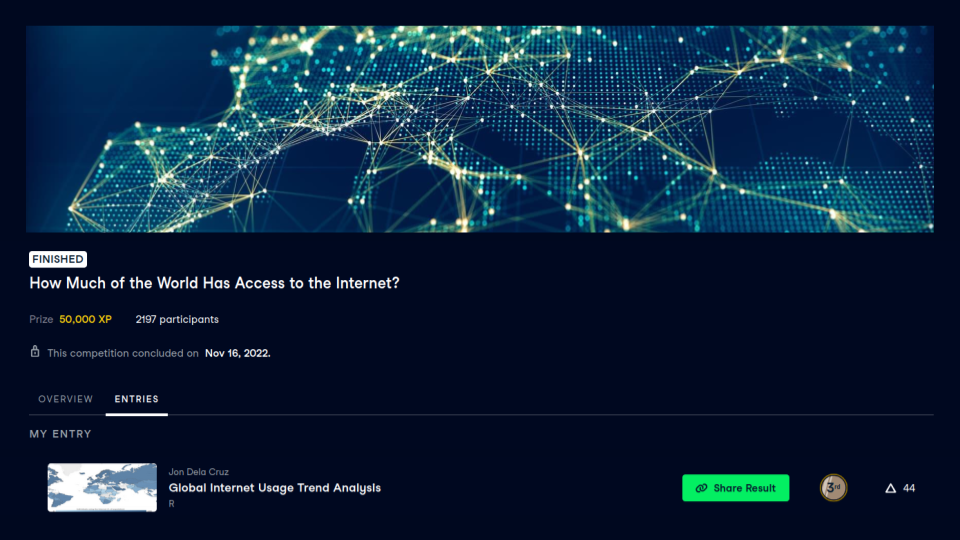 FINISHED
How Much of the World Has Access to the Internet?
Prize 50,000 XP 2197 participants
This competition concluded on Nov 16, 2022.
OVERVIEW ENTRIES
MY ENTRY
Jon Dela Cruz
Global Internet Usage Trend Analysis
R
Share Result 3rd 44